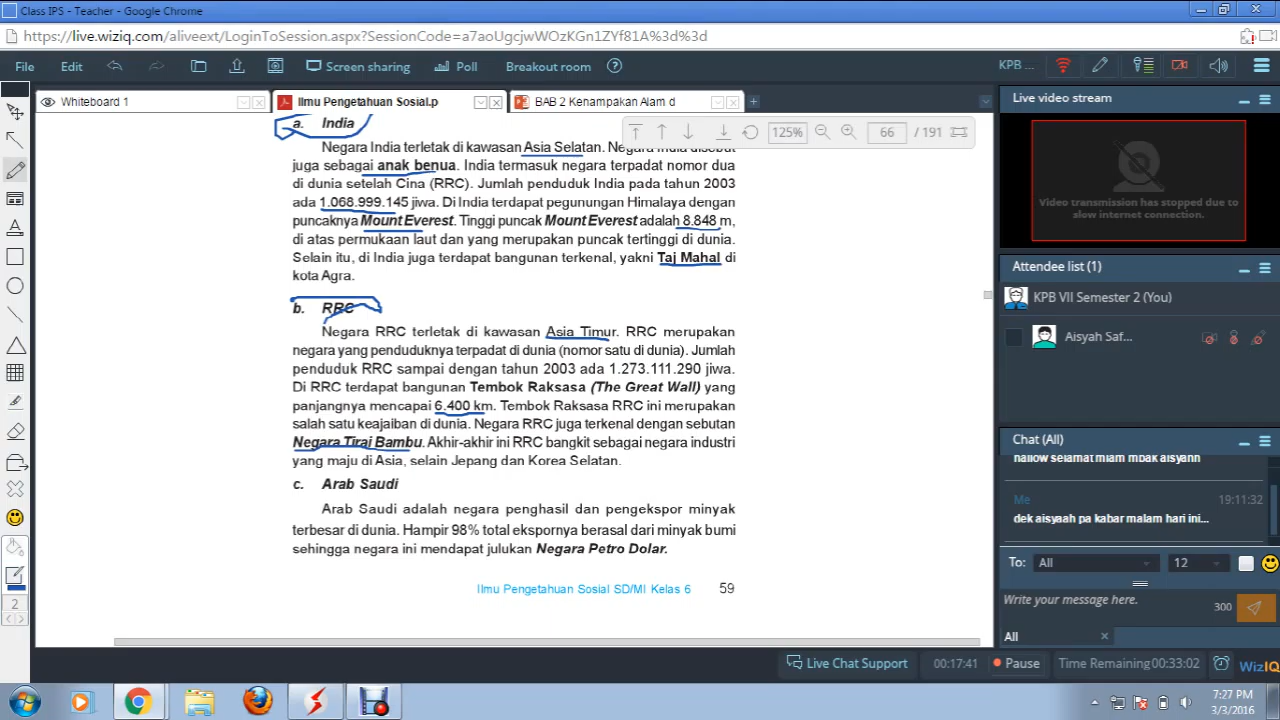 Class IPS - Teacher - Google Chrome
https://live.wiziq.com/aliveext/LoginToSession.aspx?SessionCode=a7aoUgcjwWOzKGn1ZYf81A%3d%3d
File Edit Screen sharing Poll Breakout room ? KPB ...
Whiteboard 1 Ilmu Pengetahuan Sosial.p BAB 2 Kenampakan Alam d
125% 66 / 191
a. India
Negara India terletak di kawasan Asia Selatan. Negara India disebut
juga sebagai anak benua. India termasuk negara terpadat nomor dua
di dunia setelah Cina (RRC). Jumlah penduduk India pada tahun 2003
ada 1.068.999.145 jiwa. Di India terdapat pegunungan Himalaya dengan
puncaknya Mount Everest. Tinggi puncak Mount Everest adalah 8.848 m,
di atas permukaan laut dan yang merupakan puncak tertinggi di dunia.
Selain itu, di India juga terdapat bangunan terkenal, yakni Taj Mahal di
kota Agra.
b. RRC
Negara RRC terletak di kawasan Asia Timur. RRC merupakan
negara yang penduduknya terpadat di dunia (nomor satu di dunia). Jumlah
penduduk RRC sampai dengan tahun 2003 ada 1.273.111.290 jiwa.
Di RRC terdapat bangunan Tembok Raksasa (The Great Wall) yang
panjangnya mencapai 6.400 km. Tembok Raksasa RRC ini merupakan
salah satu keajaiban di dunia. Negara RRC juga terkenal dengan sebutan
Negara Tirai Bambu. Akhir-akhir ini RRC bangkit sebagai negara industri
yang maju di Asia, selain Jepang dan Korea Selatan.
c. Arab Saudi
Arab Saudi adalah negara penghasil dan pengekspor minyak
terbesar di dunia. Hampir 98% total ekspornya berasal dari minyak bumi
sehingga negara ini mendapat julukan Negara Petro Dolar.
Ilmu Pengetahuan Sosial SD/MI Kelas 6 59
2
Live video stream
Video transmission has stopped due to
slow internet connection.
Attendee list (1)
KPB VII Semester 2 (You)
Aisyah Saf...
Chat (All)
hallow selamat mlam mbak aisyahh
Me 19:11:32
dek aisyaah pa kabar malam hari ini...
To: All 12
Write your message here. 300
All
Live Chat Support 00:17:41 Pause Time Remaining 00:33:02 WizIQ
7:27 PM
3/3/2016